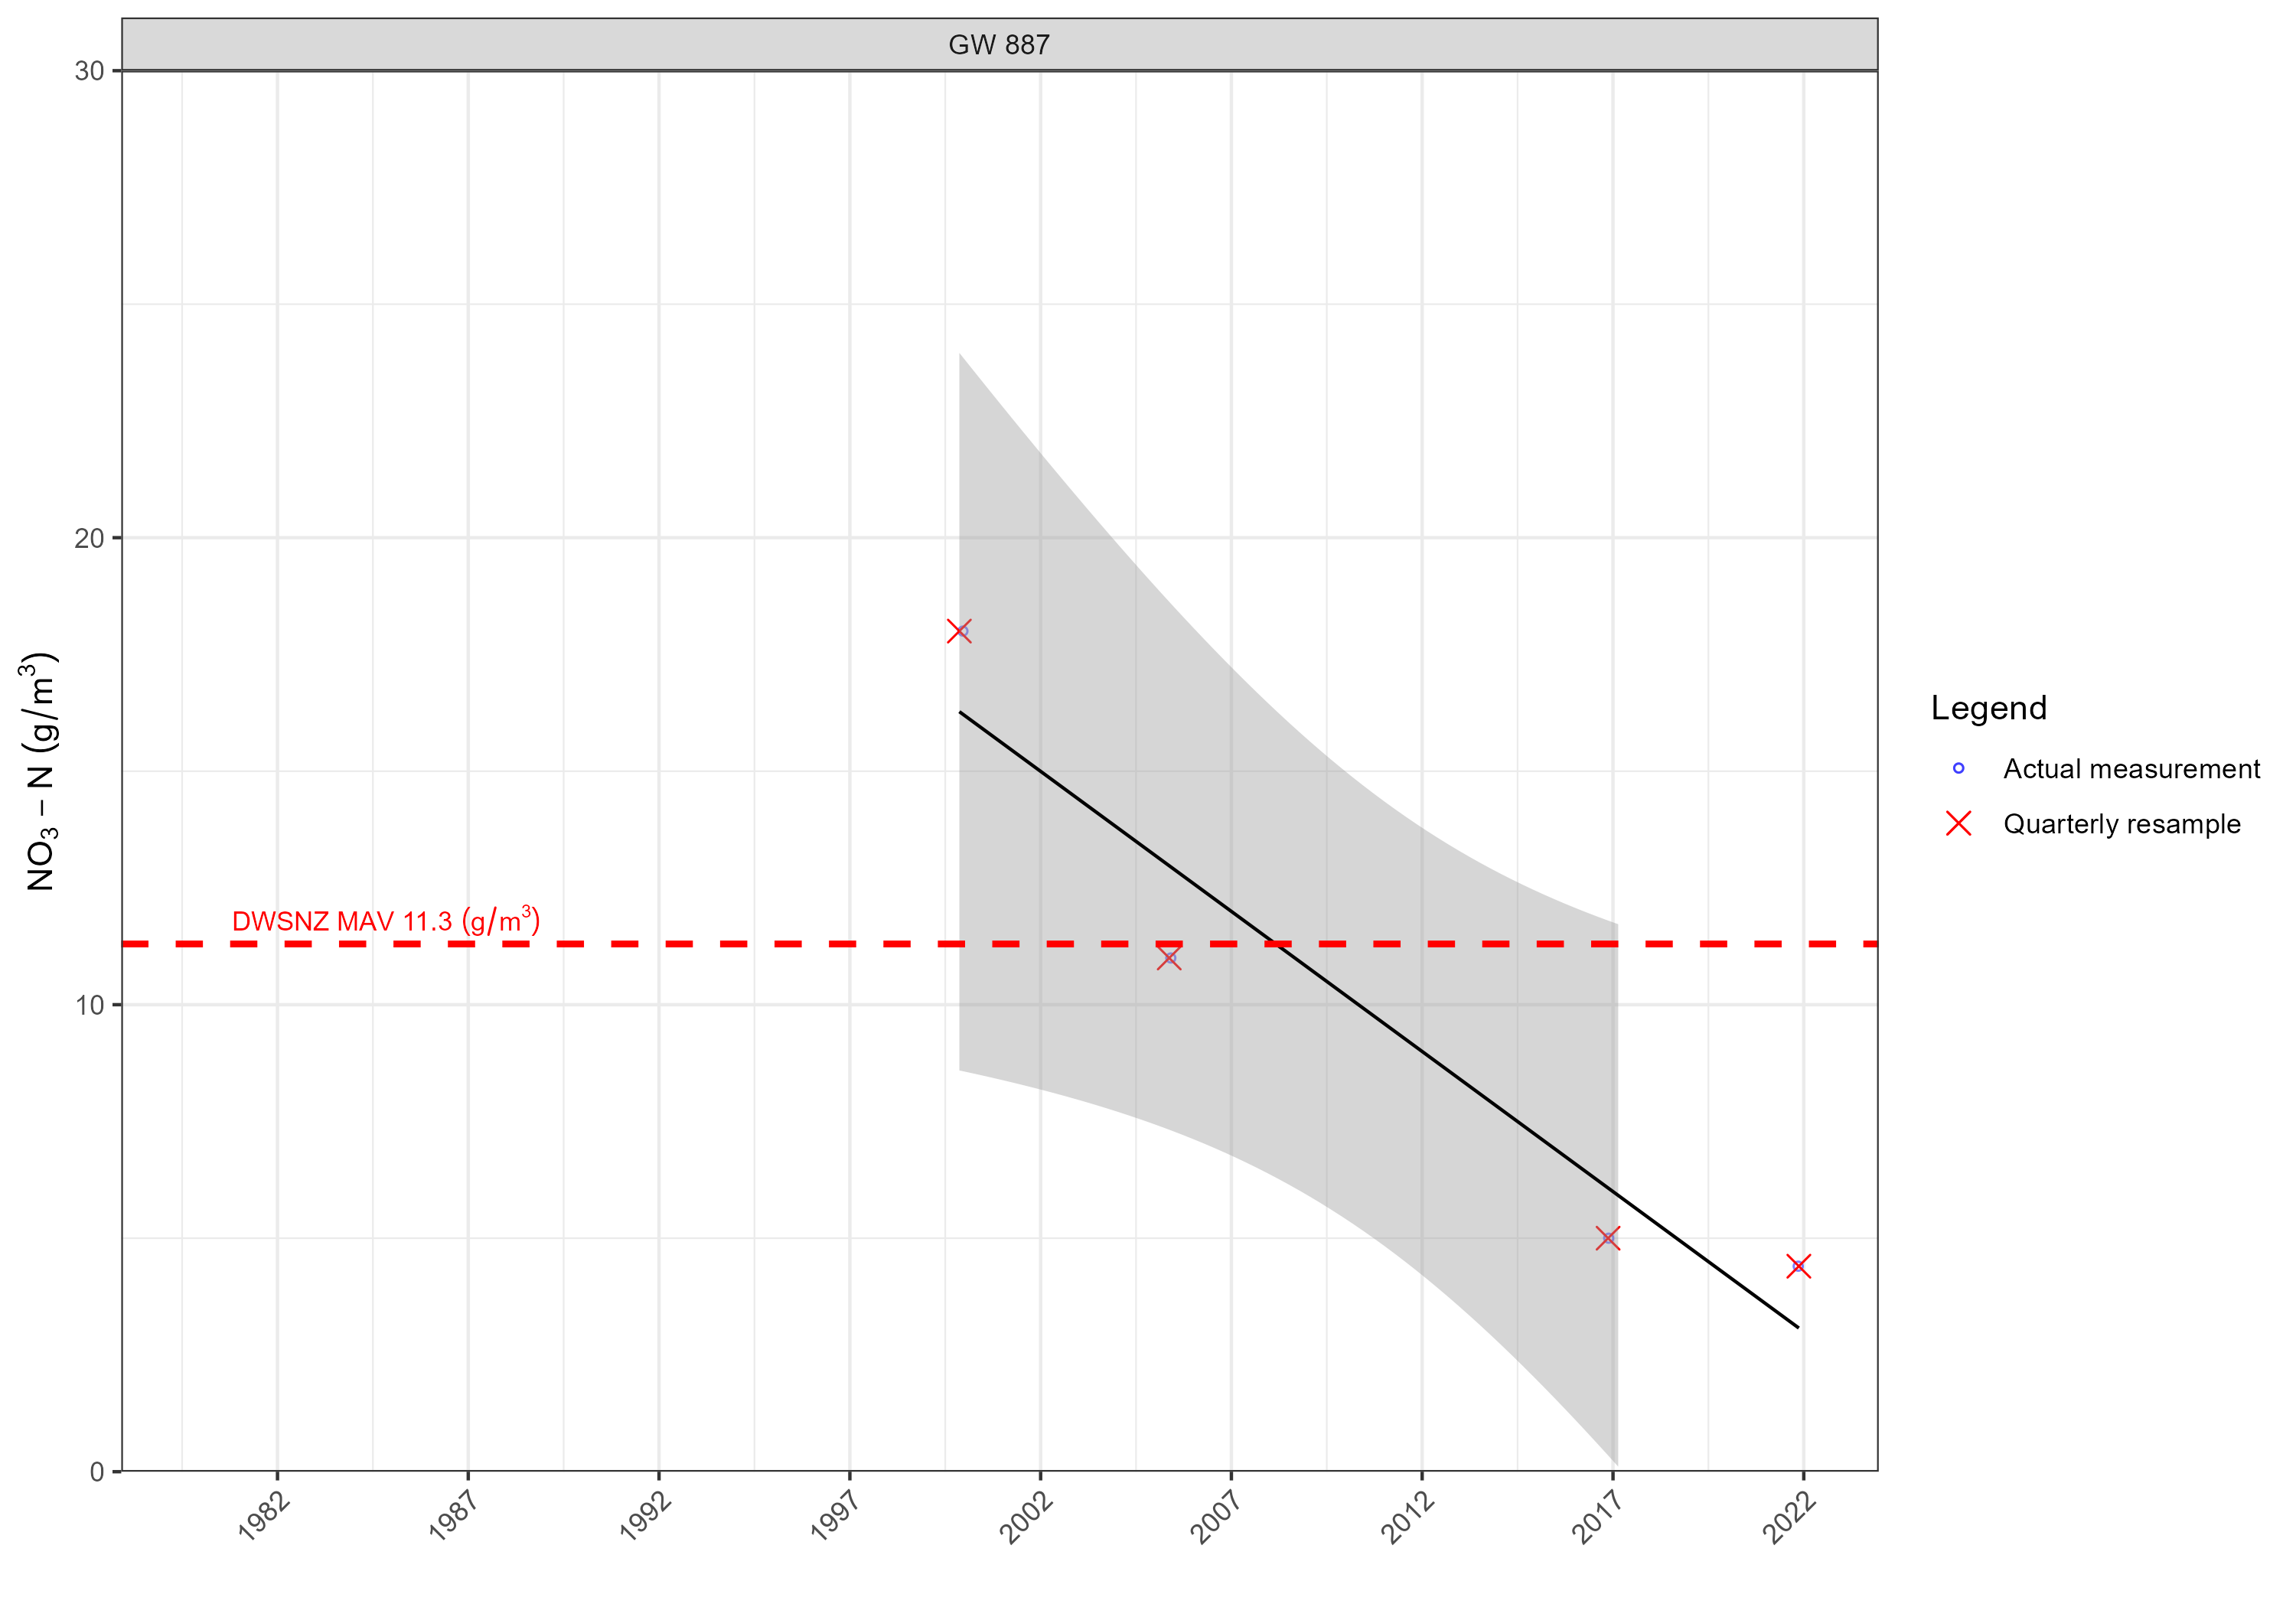 GW 887
30
20
10
0
NO₃ – N (g/m³)
DWSNZ MAV 11.3 (g/m³)
1982
1987
1992
1997
2002
2007
2012
2017
2022
Legend
Actual measurement
Quarterly resample